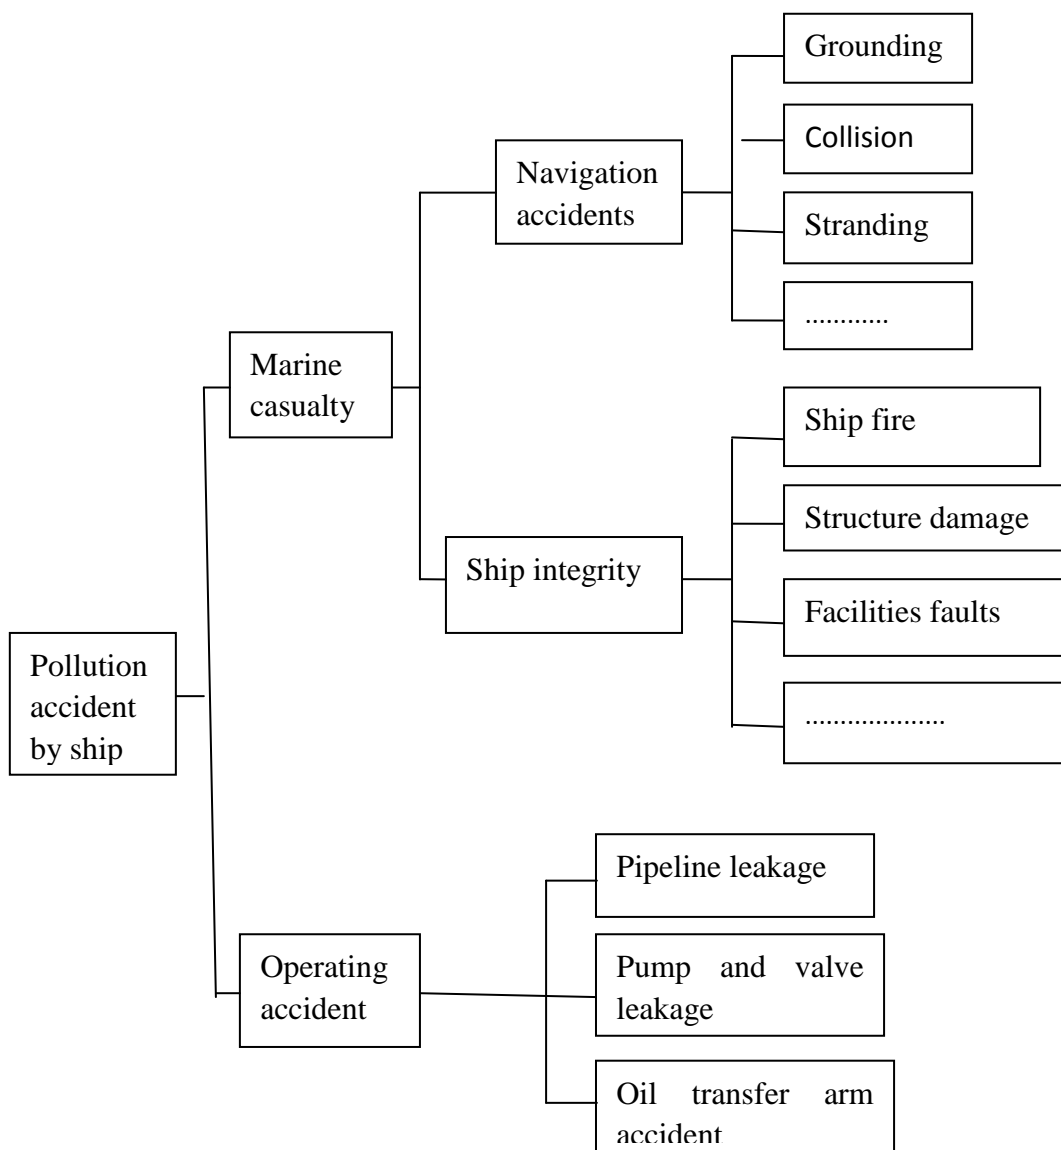 Grounding
Collision
Navigation
accidents
Stranding
............
Marine
casualty
Ship fire
Structure damage
Ship integrity
Facilities faults
Pollution
accident
by ship
....................
Pipeline leakage
Operating
accident
Pump and valve
leakage
Oil transfer arm
accident